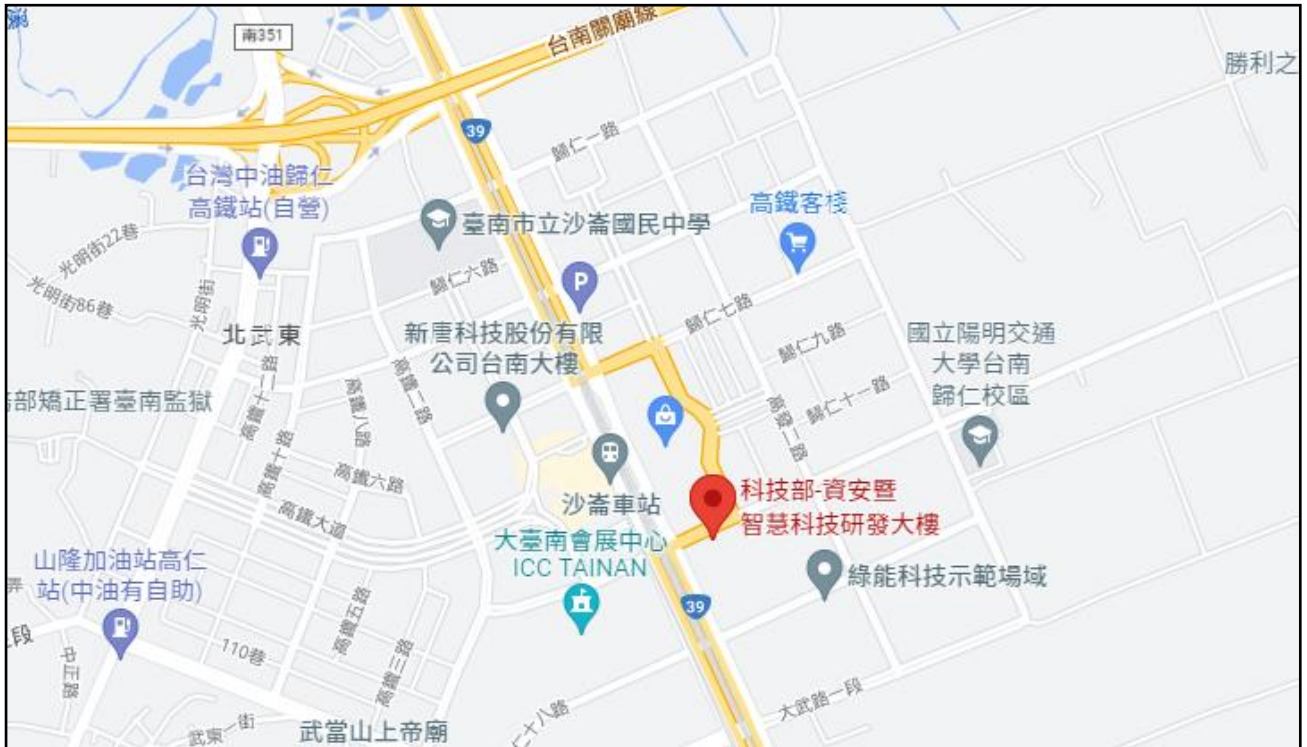 南351
台南關廟線
勝利之
39
歸仁一路
台灣中油歸仁
高鐵站(自營)
高鐵客棧
臺南市立沙崙國民中學
光明街22巷
歸仁六路
P
光明街86巷
光明街
歸仁七路
北武東
新唐科技股份有限
公司台南大樓
歸仁九路
國立陽明交通
大學台南
歸仁校區
部矯正署臺南監獄
高鐵十二路
高鐵八路
高鐵二路
高發二路
歸仁十一路
高鐵十路
高鐵六路
沙崙車站
科技部-資安暨
智慧科技研發大樓
高鐵大道
大臺南會展中心
ICC TAINAN
山隆加油站高仁
站(中油有自助)
綠能科技示範場域
39
段
高鐵五路
110巷
中正路
高鐵三路
大武路一段
武東一街
武當山上帝廟
仁十八路